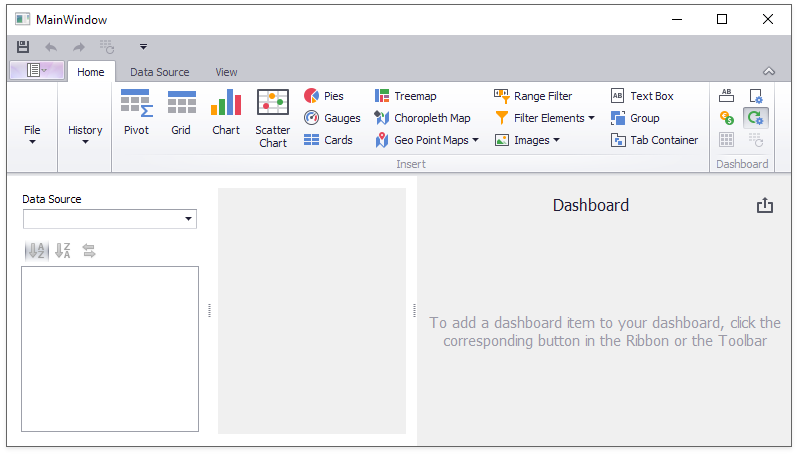 MainWindow
Home Data Source View
File
History
Pivot
Grid
Chart
Scatter
Chart
Pies
Gauges
Cards
Treemap
Choropleth Map
Geo Point Maps
Range Filter
Filter Elements
Images
AB Text Box
Group
Tab Container
AB
Insert
Dashboard
Data Source
A
Z
Z
A
Dashboard
To add a dashboard item to your dashboard, click the
corresponding button in the Ribbon or the Toolbar